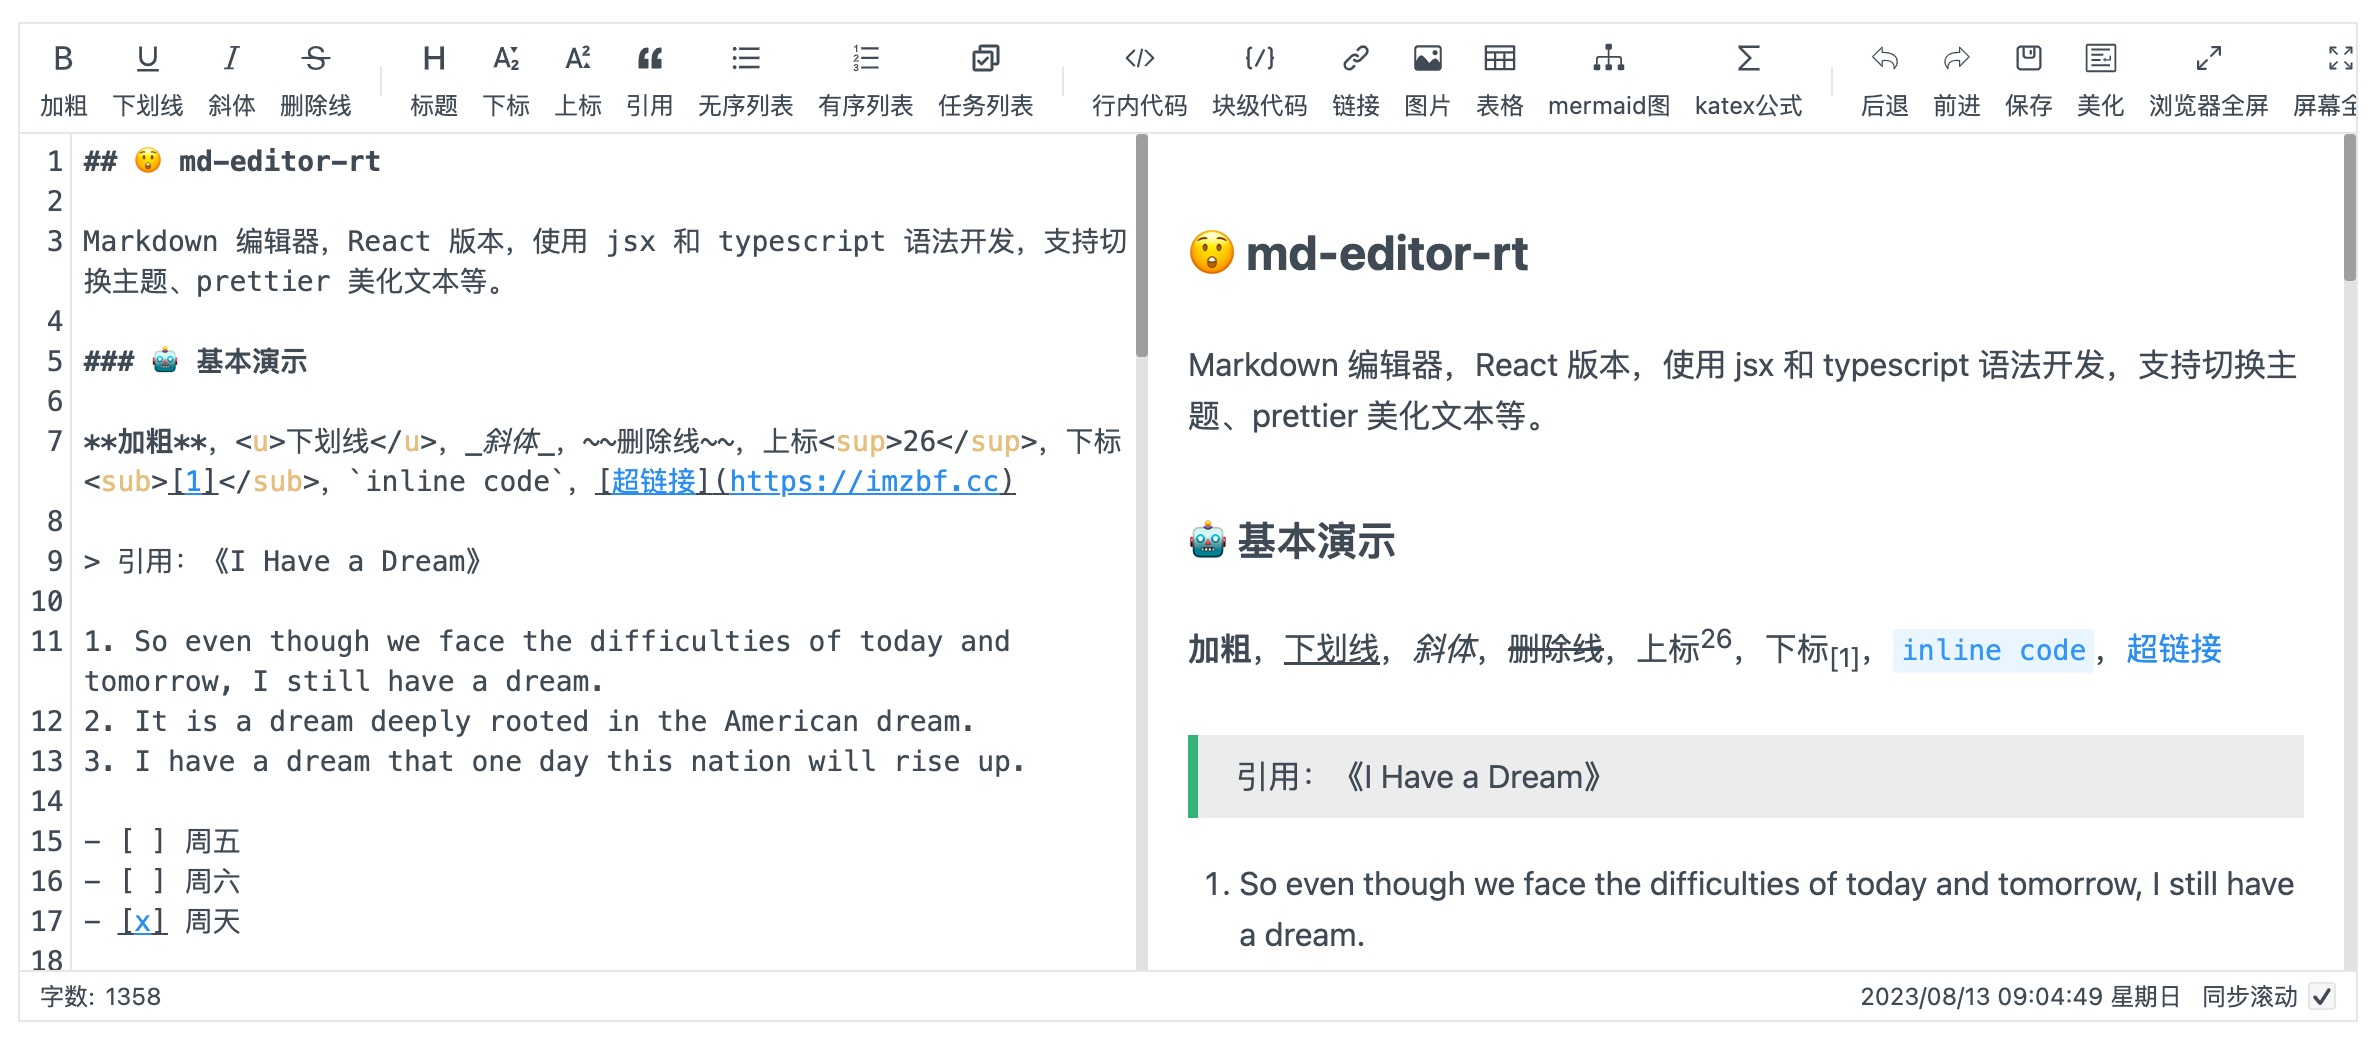 B U I S H A2 A2 </> {/} Σ
加粗 下划线 斜体 删除线 标题 下标 上标 引用 无序列表 有序列表 任务列表 行内代码 块级代码 链接 图片 表格 mermaid图 katex公式 后退 前进 保存 美化 浏览器全屏 屏幕全
1 ## 😲 md-editor-rt
2
3 Markdown 编辑器，React 版本，使用 jsx 和 typescript 语法开发，支持切
换主题、prettier 美化文本等。
4
5 ### 🤖 基本演示
6
7 **加粗**，<u>下划线</u>，_斜体_，~~删除线~~，上标<sup>26</sup>，下标
<sub>[1]</sub>，`inline code`，[超链接](https://imzbf.cc)
8
9 > 引用：《I Have a Dream》
10
11 1. So even though we face the difficulties of today and
tomorrow, I still have a dream.
12 2. It is a dream deeply rooted in the American dream.
13 3. I have a dream that one day this nation will rise up.
14
15 - [ ] 周五
16 - [ ] 周六
17 - [x] 周天
18
😲 md-editor-rt
Markdown 编辑器，React 版本，使用 jsx 和 typescript 语法开发，支持切换主
题、prettier 美化文本等。
🤖 基本演示
加粗，下划线，斜体，删除线，上标26，下标[1]，inline code，超链接
引用：《I Have a Dream》
1. So even though we face the difficulties of today and tomorrow, I still have
a dream.
字数: 1358
2023/08/13 09:04:49 星期日 同步滚动